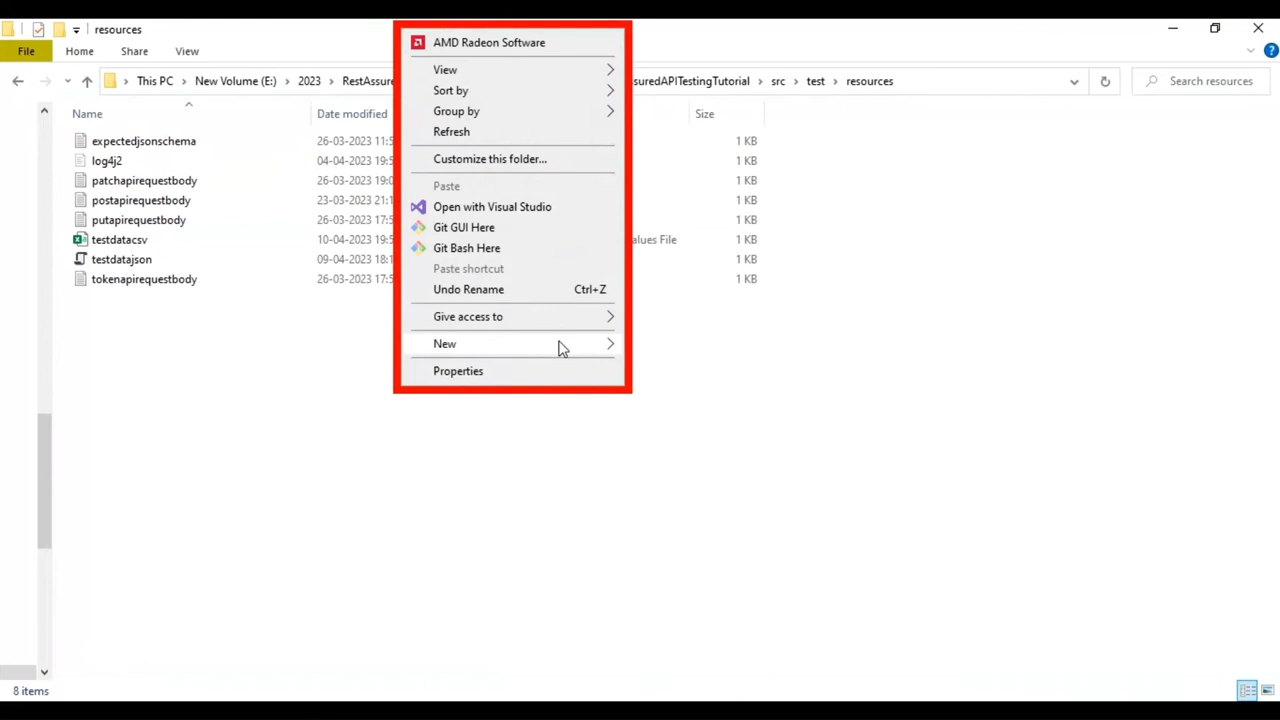 resources
File Home Share View
This PC New Volume (E:) 2023 RestAssure suredAPITestingTutorial src test resources Search resources
Name Date modified Size
expectedjsonschema 26-03-2023 11:5 1 KB
log4j2 04-04-2023 19:5 1 KB
patchapirequestbody 26-03-2023 19:0 1 KB
postapirequestbody 23-03-2023 21:1 1 KB
putapirequestbody 26-03-2023 17:5 1 KB
testdatacsv 10-04-2023 19:5 alues File 1 KB
testdatajson 09-04-2023 18:1 1 KB
tokenapirequestbody 26-03-2023 17:5 1 KB
AMD Radeon Software
View
Sort by
Group by
Refresh
Customize this folder...
Paste
Open with Visual Studio
Git GUI Here
Git Bash Here
Paste shortcut
Undo Rename Ctrl+Z
Give access to
New
Properties
8 items